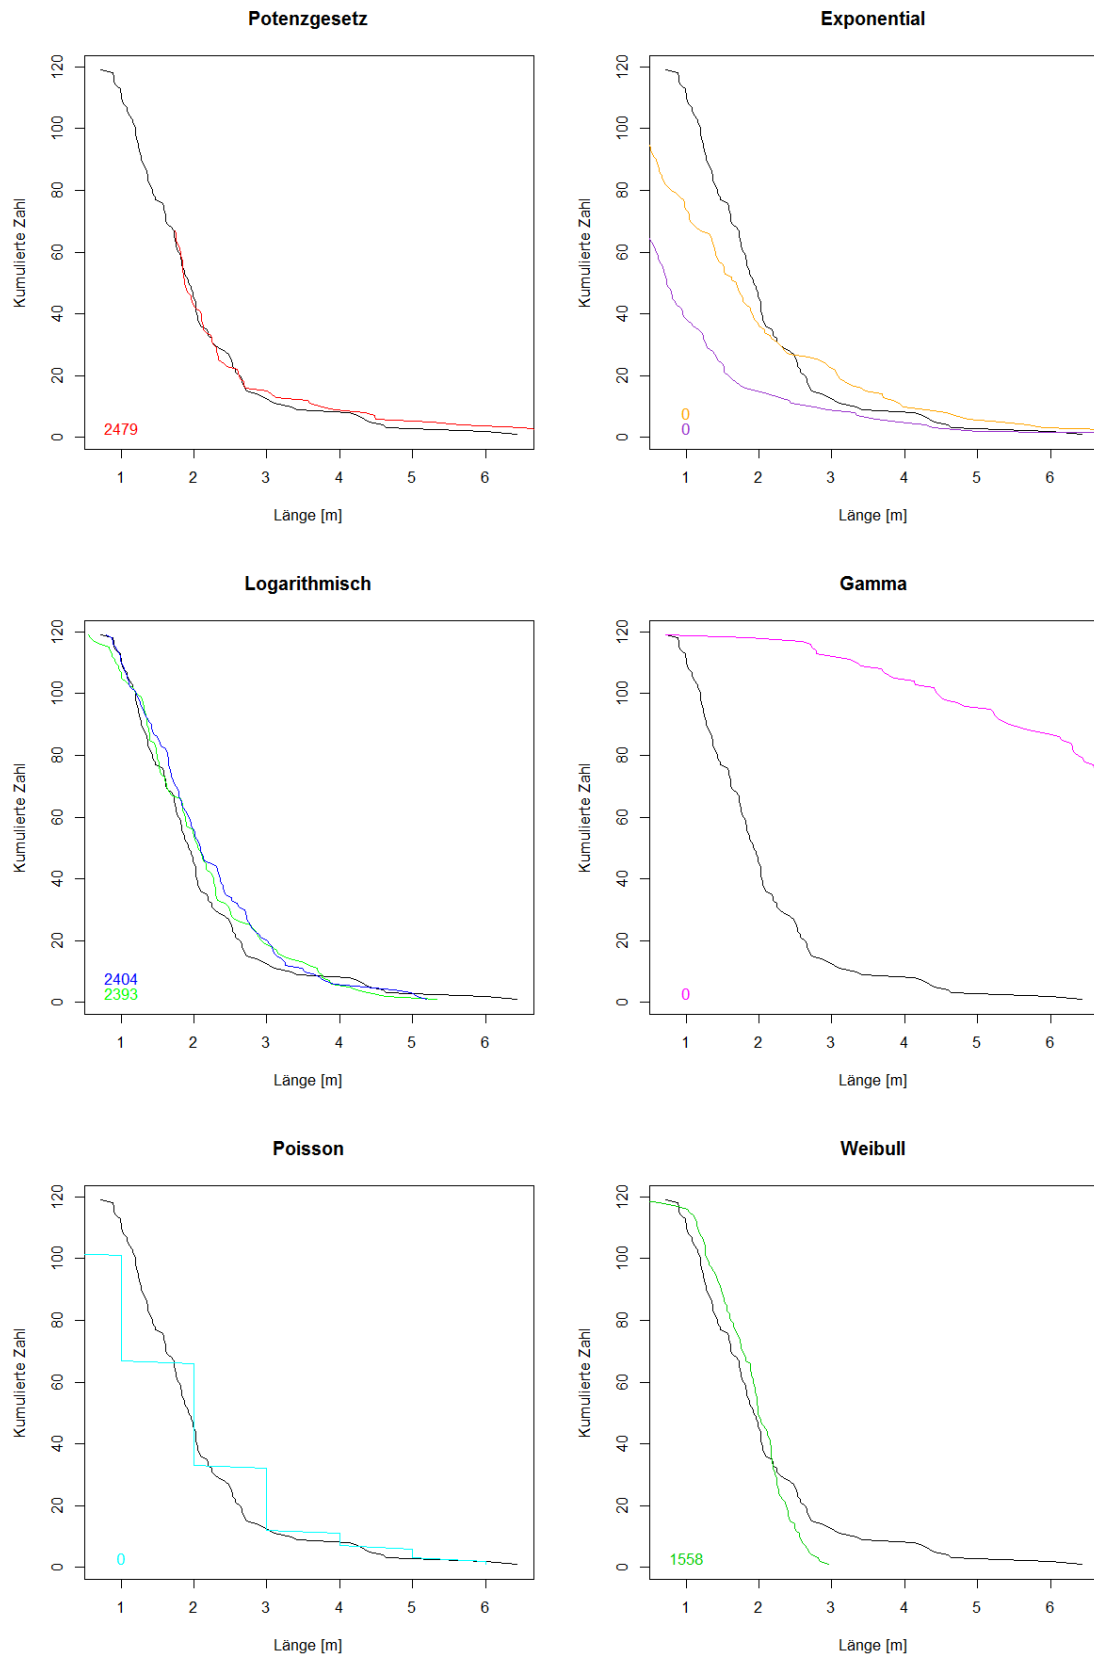 Potenzgesetz
Kumulierte Zahl
120
100
80
60
40
20
0
2479
1 2 3 4 5 6
Länge [m]
Exponential
Kumulierte Zahl
120
100
80
60
40
20
0
0
0
1 2 3 4 5 6
Länge [m]
Logarithmisch
Kumulierte Zahl
120
100
80
60
40
20
0
2404
2393
1 2 3 4 5 6
Länge [m]
Gamma
Kumulierte Zahl
120
100
80
60
40
20
0
0
1 2 3 4 5 6
Länge [m]
Poisson
Kumulierte Zahl
120
100
80
60
40
20
0
0
1 2 3 4 5 6
Länge [m]
Weibull
Kumulierte Zahl
120
100
80
60
40
20
0
1558
1 2 3 4 5 6
Länge [m]